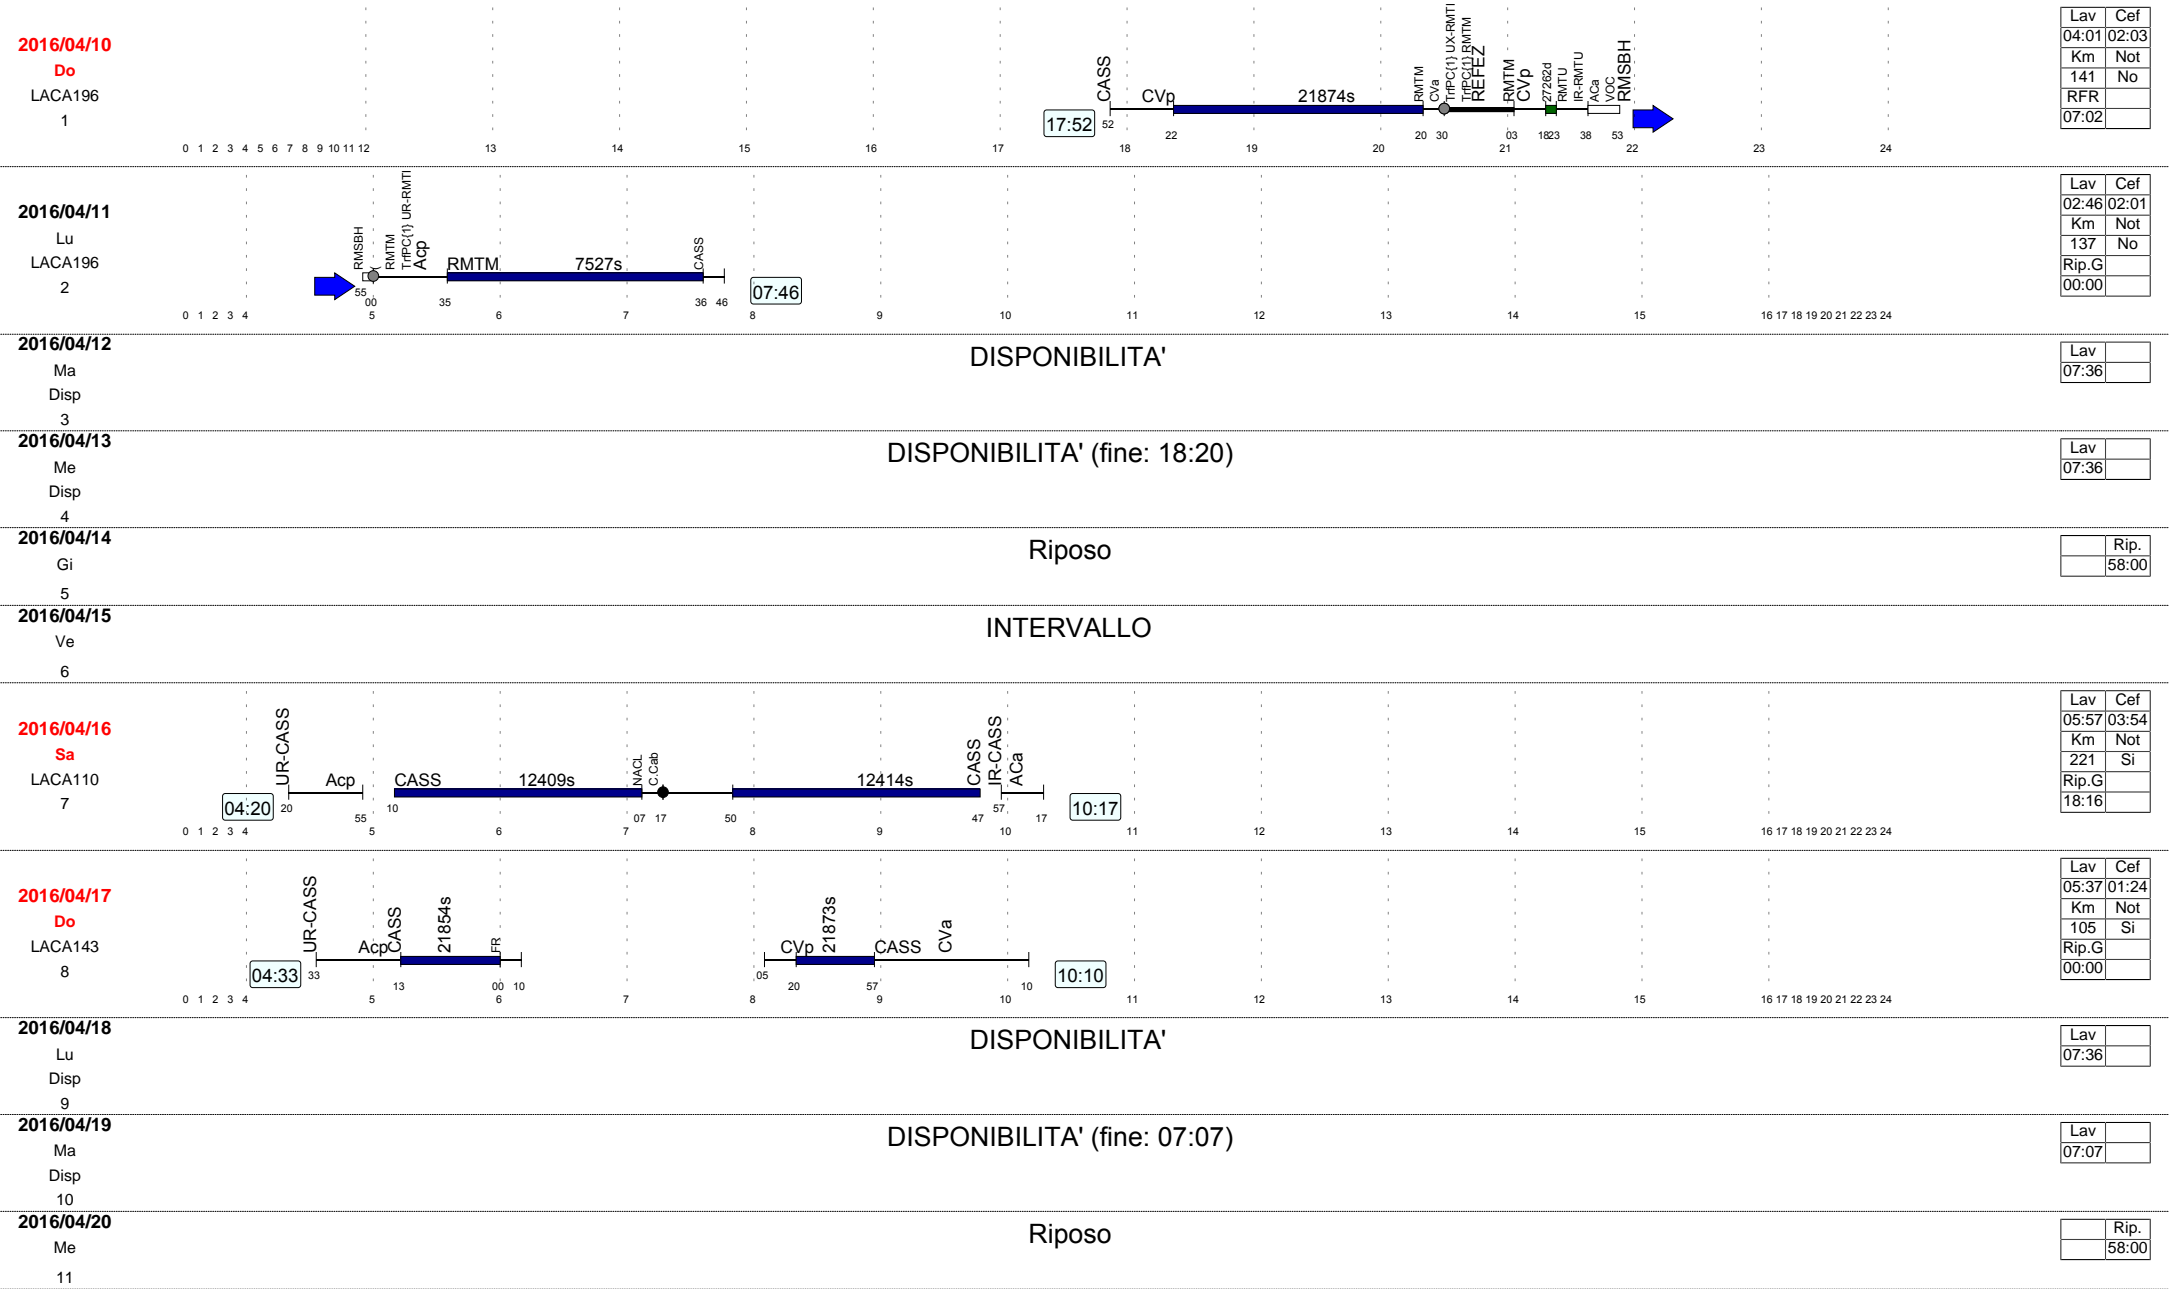 2016/04/10
Do
LACA196
1
17:52
CASS
CVp
21874s
RMTM
CVa
TrfPC{1} UX-RMTI
TrfPC{1} RMTM
REFEZ
RMTM
CVp
27262d
RMTU
IR-RMTU
ACa
VOC
RMSBH
52 22 20 30 03 18 23 38 53
0 1 2 3 4 5 6 7 8 9 10 11 12 13 14 15 16 17 18 19 20 21 22 23 24
Lav Cef
04:01 02:03
Km Not
141 No
RFR
07:02
2016/04/11
Lu
LACA196
2
RMSBH
RMTM
TrfPC{1} UR-RMTI
Acp
RMTM
7527s
CASS
07:46
55 00 35 36 46
0 1 2 3 4 5 6 7 8 9 10 11 12 13 14 15 16 17 18 19 20 21 22 23 24
Lav Cef
02:46 02:01
Km Not
137 No
Rip.G
00:00
2016/04/12
Ma
Disp
3
DISPONIBILITA'
Lav
07:36
2016/04/13
Me
Disp
4
DISPONIBILITA' (fine: 18:20)
Lav
07:36
2016/04/14
Gi
5
Riposo
Rip.
58:00
2016/04/15
Ve
6
INTERVALLO
2016/04/16
Sa
LACA110
7
04:20
UR-CASS
Acp
CASS
12409s
NACL
C.Cab
12414s
CASS
IR-CASS
ACa
10:17
20 55 10 07 17 50 47 57 17
0 1 2 3 4 5 6 7 8 9 10 11 12 13 14 15 16 17 18 19 20 21 22 23 24
Lav Cef
05:57 03:54
Km Not
221 Si
Rip.G
18:16
2016/04/17
Do
LACA143
8
04:33
UR-CASS
Acp
CASS
21854s
FR
CVp
21873s
CASS
CVa
10:10
33 13 00 10 05 20 57 10
0 1 2 3 4 5 6 7 8 9 10 11 12 13 14 15 16 17 18 19 20 21 22 23 24
Lav Cef
05:37 01:24
Km Not
105 Si
Rip.G
00:00
2016/04/18
Lu
Disp
9
DISPONIBILITA'
Lav
07:36
2016/04/19
Ma
Disp
10
DISPONIBILITA' (fine: 07:07)
Lav
07:07
2016/04/20
Me
11
Riposo
Rip.
58:00